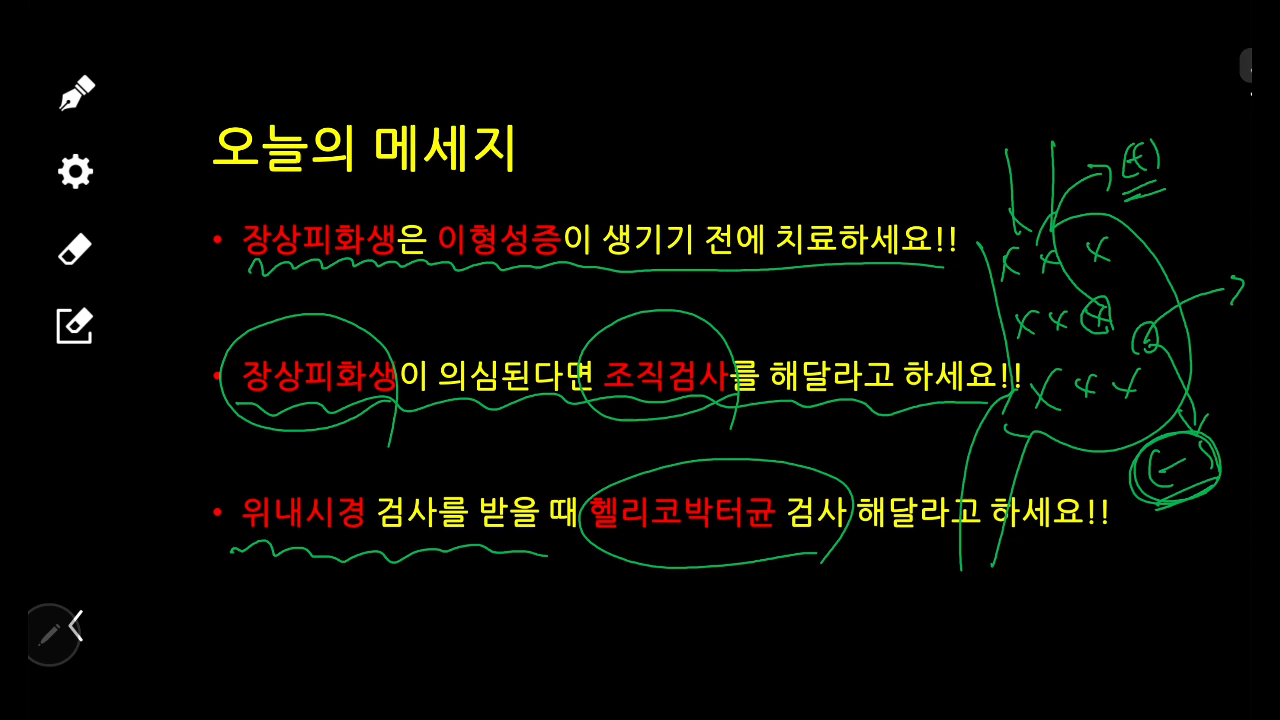 오늘의 메세지
• 장상피화생은 이형성증이 생기기 전에 치료하세요!!
• 장상피화생이 의심된다면 조직검사를 해달라고 하세요!!
• 위내시경 검사를 받을 때 헬리코박터균 검사 해달라고 하세요!!
(+)
x x x
x x +
x x x
(-)